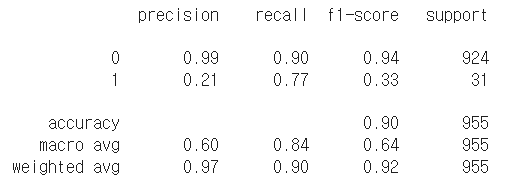 precision recall f1-score support
0 0.99 0.90 0.94 924
1 0.21 0.77 0.33 31
accuracy 0.90 955
macro avg 0.60 0.84 0.64 955
weighted avg 0.97 0.90 0.92 955